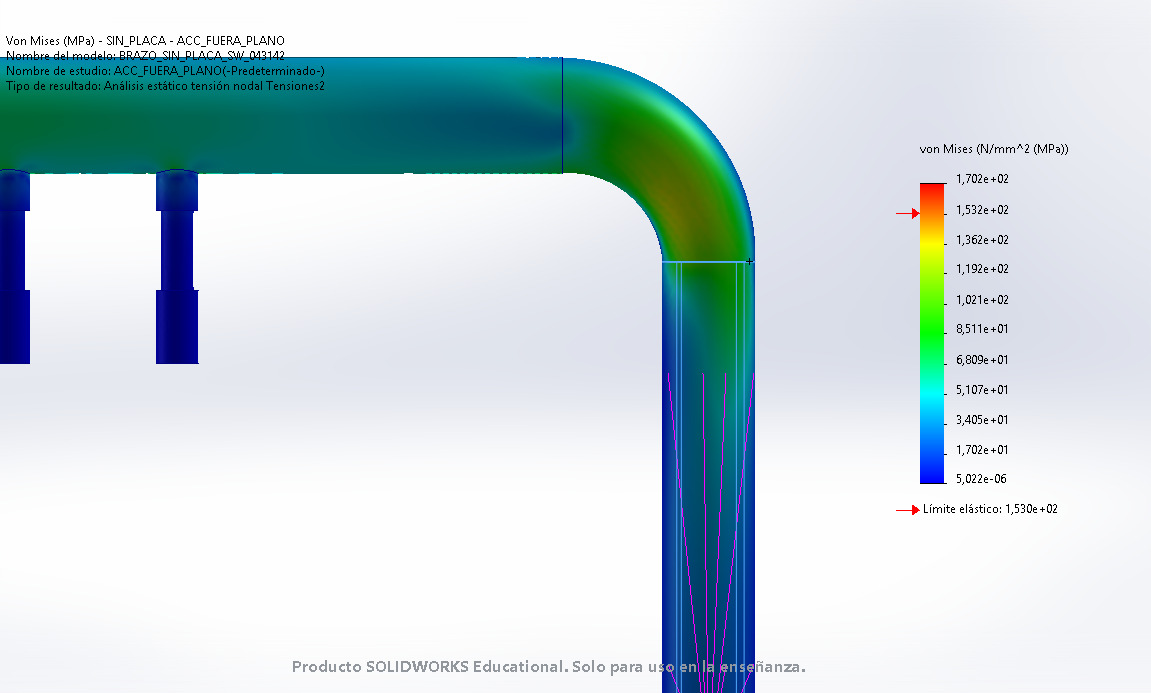 Von Mises (MPa) - SIN_PLACA - ACC_FUERA_PLANO
Nombre del modelo: BRAZO_SIN_PLACA_SW_043142
Nombre de estudio: ACC_FUERA_PLANO(-Predeterminado-)
Tipo de resultado: Análisis estático tensión nodal Tensiones2
von Mises (N/mm^2 (MPa))
1,702e+02
1,532e+02
1,362e+02
1,192e+02
1,021e+02
8,511e+01
6,809e+01
5,107e+01
3,405e+01
1,702e+01
5,022e-06
Límite elástico: 1,530e+02
Producto SOLIDWORKS Educational. Solo para uso en la enseñanza.